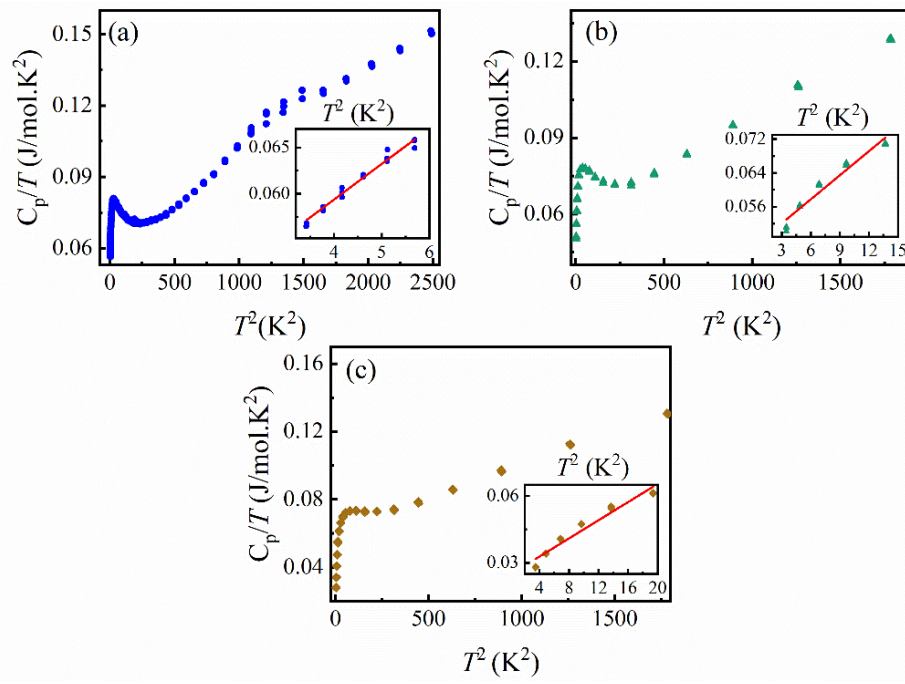 (a)
C_p/T (J/mol.K²)
0.15
0.12
0.09
0.06
T² (K²)
0.065
0.060
4 5 6
0 500 1000 1500 2000 2500
T²(K²)
(b)
C_p/T (J/mol.K²)
0.12
0.09
0.06
T² (K²)
0.072
0.064
0.056
3 6 9 12 15
0 500 1000 1500
T² (K²)
(c)
C_p/T (J/mol.K²)
0.16
0.12
0.08
0.04
T² (K²)
0.06
0.03
4 8 12 16 20
0 500 1000 1500
T² (K²)